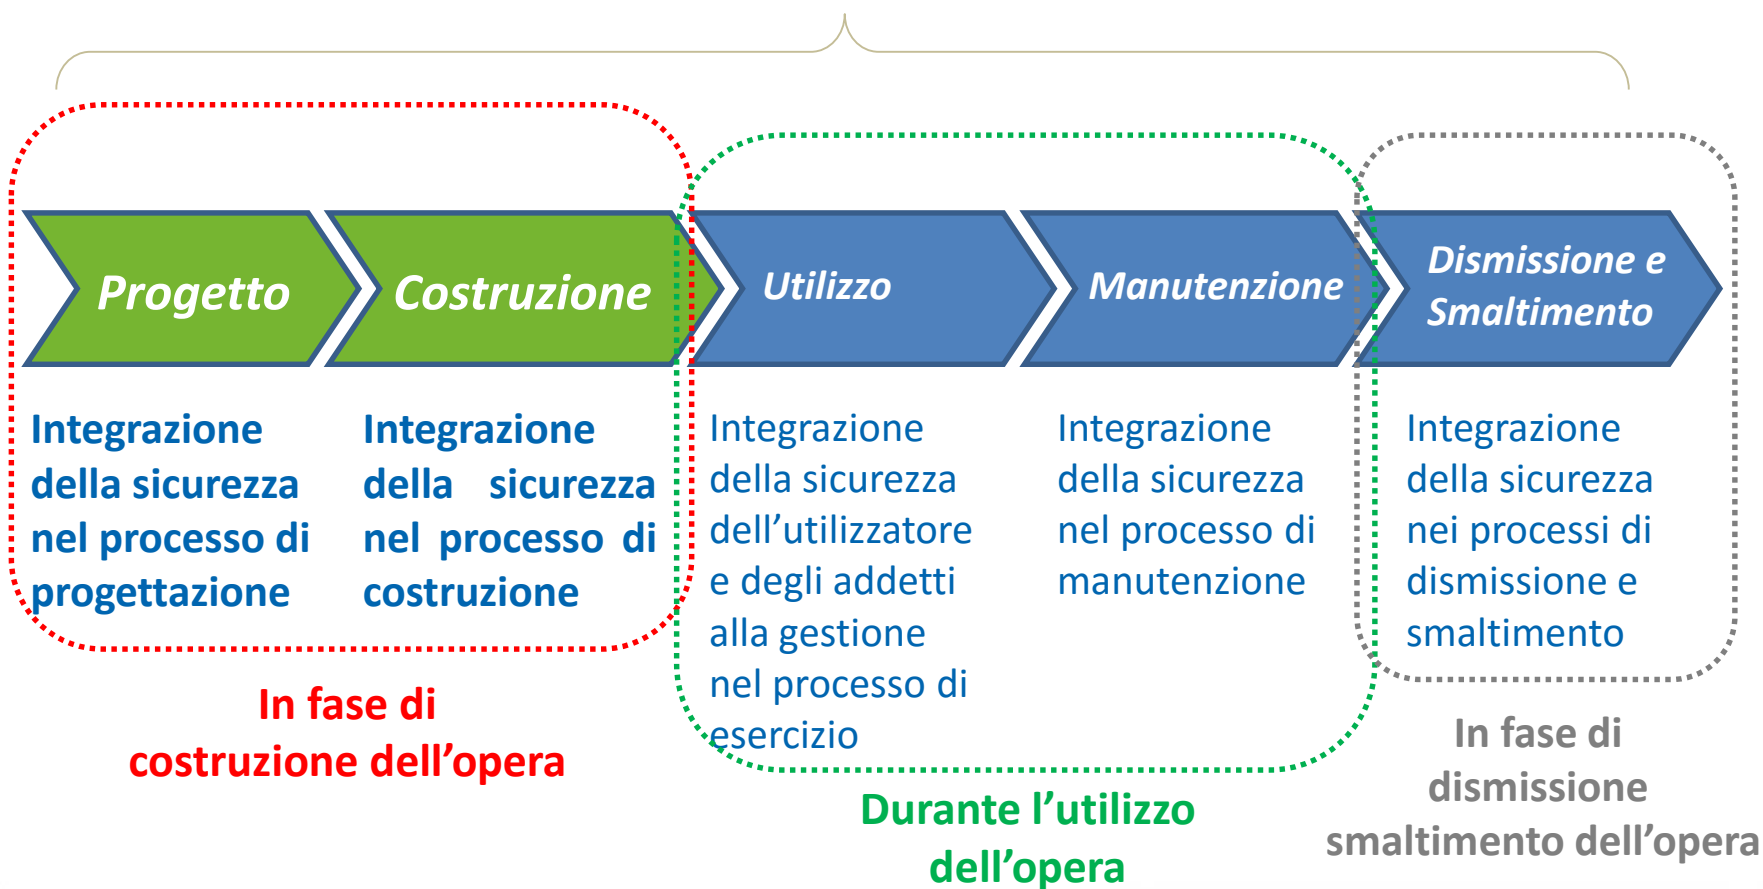 Progetto
Costruzione
Utilizzo
Manutenzione
Dismissione e
Smaltimento
Integrazione
della sicurezza
nel processo di
progettazione
Integrazione
della sicurezza
nel processo di
costruzione
Integrazione
della sicurezza
dell’utilizzatore
e degli addetti
alla gestione
nel processo di
esercizio
Integrazione
della sicurezza
nel processo di
manutenzione
Integrazione
della sicurezza
nei processi di
dismissione e
smaltimento
In fase di
costruzione dell’opera
Durante l’utilizzo
dell’opera
In fase di
dismissione
smaltimento dell’opera